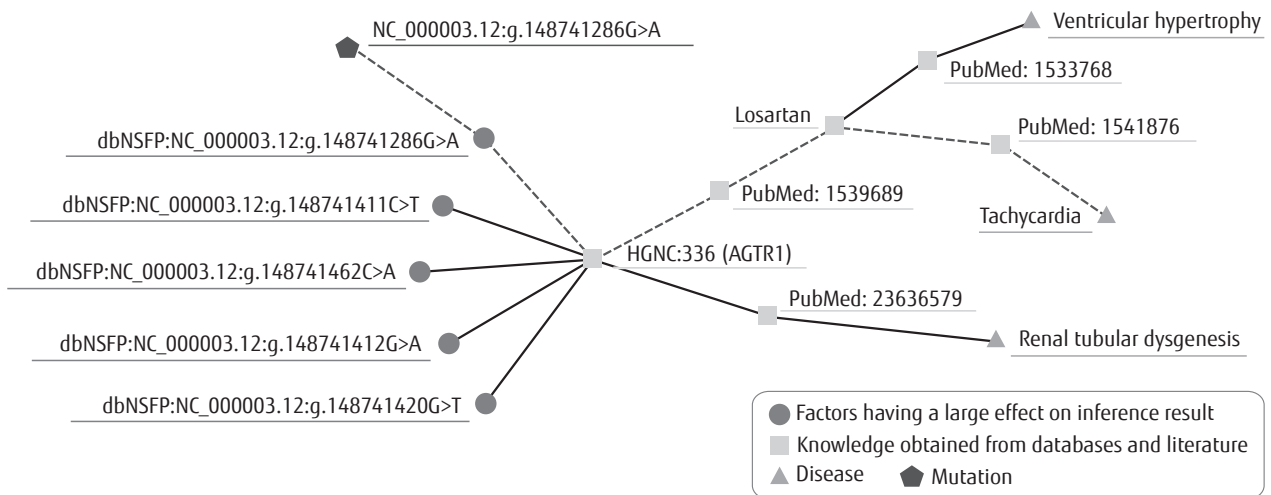 NC_000003.12:g.148741286G>A
Ventricular hypertrophy
PubMed: 1533768
Losartan
PubMed: 1541876
dbNSFP:NC_000003.12:g.148741286G>A
PubMed: 1539689
dbNSFP:NC_000003.12:g.148741411C>T
Tachycardia
HGNC:336 (AGTR1)
dbNSFP:NC_000003.12:g.148741462C>A
PubMed: 23636579
dbNSFP:NC_000003.12:g.148741412G>A
Renal tubular dysgenesis
dbNSFP:NC_000003.12:g.148741420G>T
Factors having a large effect on inference result
Knowledge obtained from databases and literature
Disease
Mutation